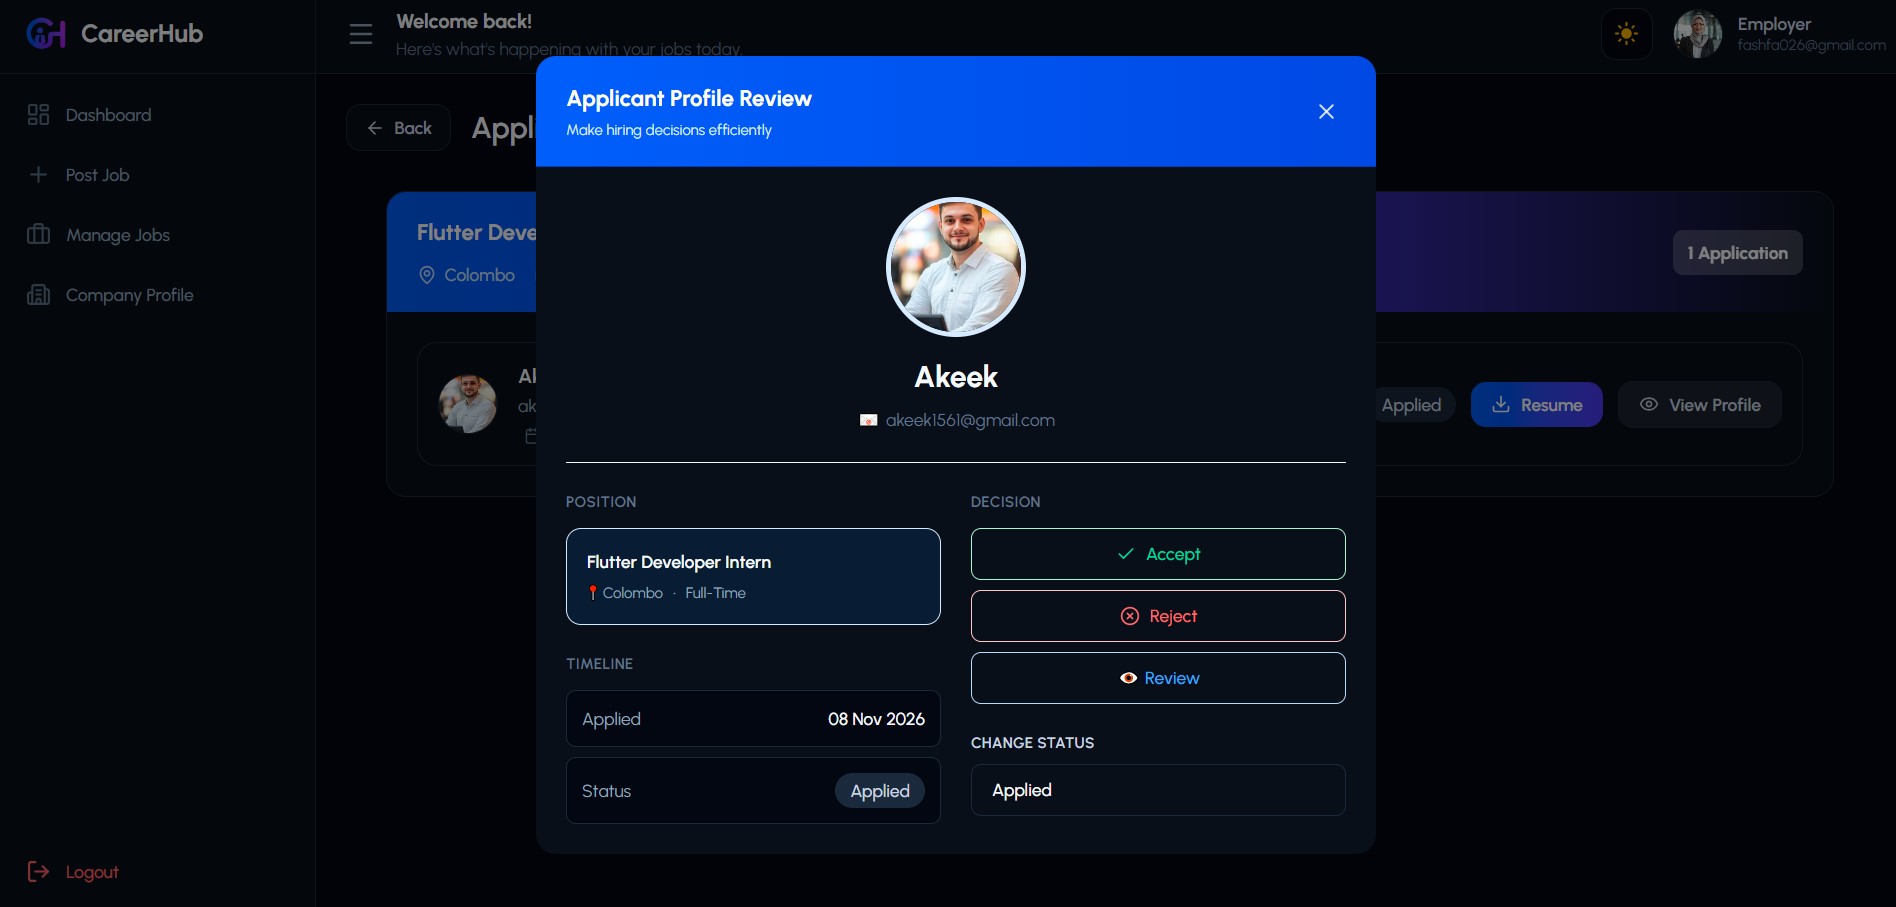 CareerHub
Welcome back!
Here's what's happening with your jobs today.
Employer
fashfa026@gmail.com
Dashboard
Post Job
Manage Jobs
Company Profile
Logout
Back
Appli
Flutter Deve
Colombo
1 Application
ak
Applied
Resume
View Profile
Applicant Profile Review
Make hiring decisions efficiently
Akeek
akeek1561@gmail.com
POSITION
Flutter Developer Intern
Colombo · Full-Time
TIMELINE
Applied 08 Nov 2026
Status Applied
DECISION
Accept
Reject
Review
CHANGE STATUS
Applied